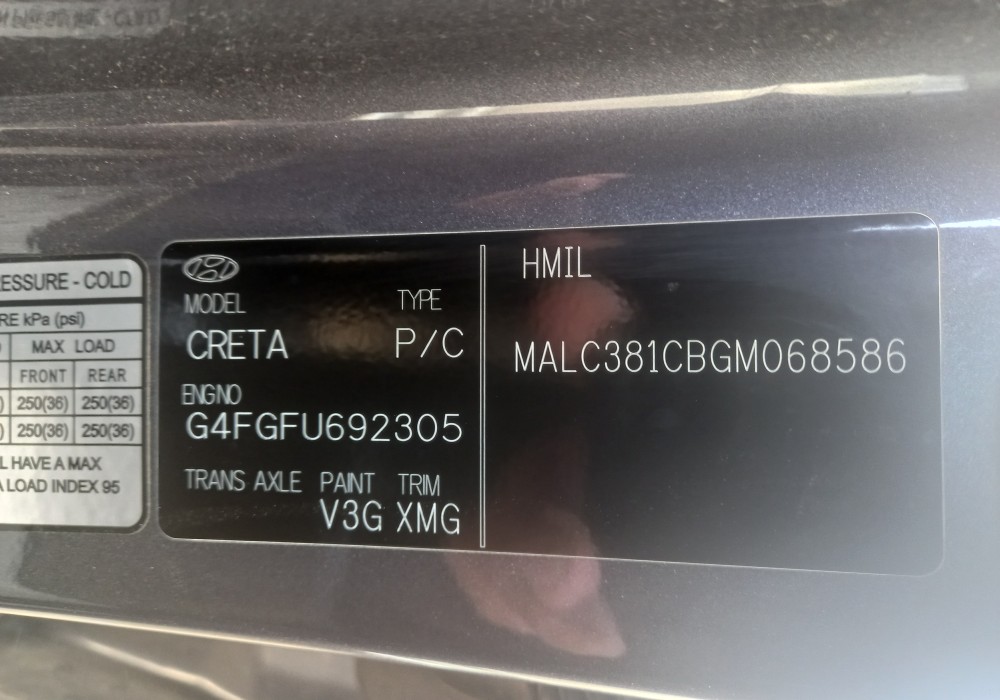 ESSURE - COLD
RE kPa (psi)
MAX LOAD
FRONT REAR
250(36) 250(36)
250(36) 250(36)
L HAVE A MAX
LOAD INDEX 95
MODEL TYPE
CRETA P/C
ENGNO
G4FGFU692305
TRANS AXLE PAINT TRIM
V3G XMG
HMIL
MALC381CBGM068586